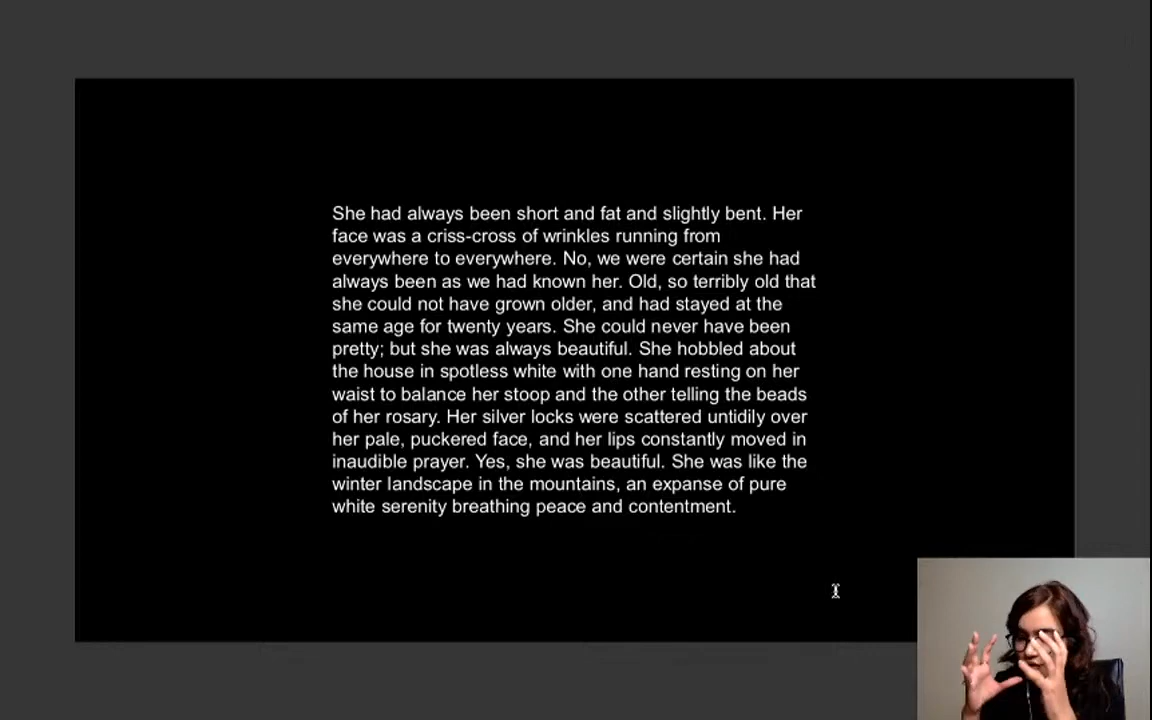 She had always been short and fat and slightly bent. Her
face was a criss-cross of wrinkles running from
everywhere to everywhere. No, we were certain she had
always been as we had known her. Old, so terribly old that
she could not have grown older, and had stayed at the
same age for twenty years. She could never have been
pretty; but she was always beautiful. She hobbled about
the house in spotless white with one hand resting on her
waist to balance her stoop and the other telling the beads
of her rosary. Her silver locks were scattered untidily over
her pale, puckered face, and her lips constantly moved in
inaudible prayer. Yes, she was beautiful. She was like the
winter landscape in the mountains, an expanse of pure
white serenity breathing peace and contentment.